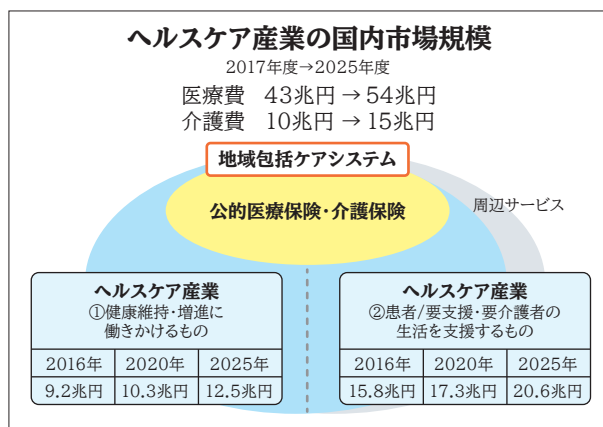 ヘルスケア産業の国内市場規模
2017年度→2025年度
医療費 43兆円→54兆円
介護費 10兆円→15兆円
地域包括ケアシステム
公的医療保険・介護保険
周辺サービス
ヘルスケア産業
①健康維持・増進に
働きかけるもの
2016年 2020年 2025年
9.2兆円 10.3兆円 12.5兆円
ヘルスケア産業
②患者/要支援・要介護者の
生活を支援するもの
2016年 2020年 2025年
15.8兆円 17.3兆円 20.6兆円